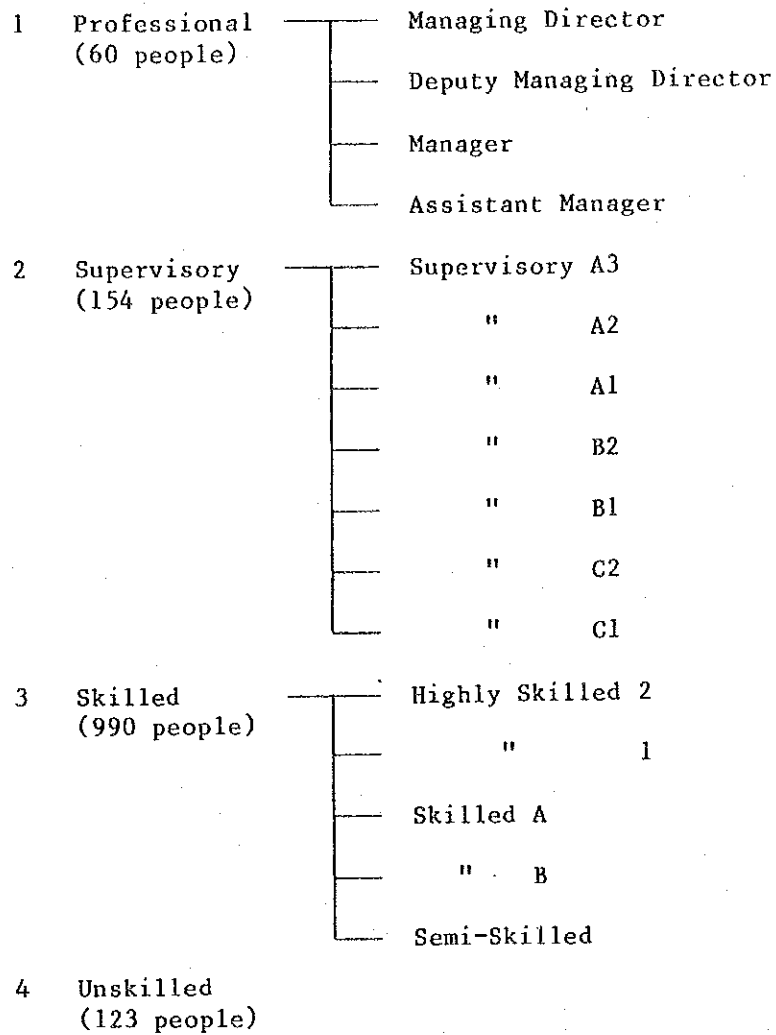 1 Professional Managing Director
(60 people)
Deputy Managing Director
Manager
Assistant Manager
2 Supervisory Supervisory A3
(154 people)
" A2
" A1
" B2
" B1
" C2
" C1
3 Skilled Highly Skilled 2
(990 people)
" 1
Skilled A
" B
Semi-Skilled
4 Unskilled
(123 people)